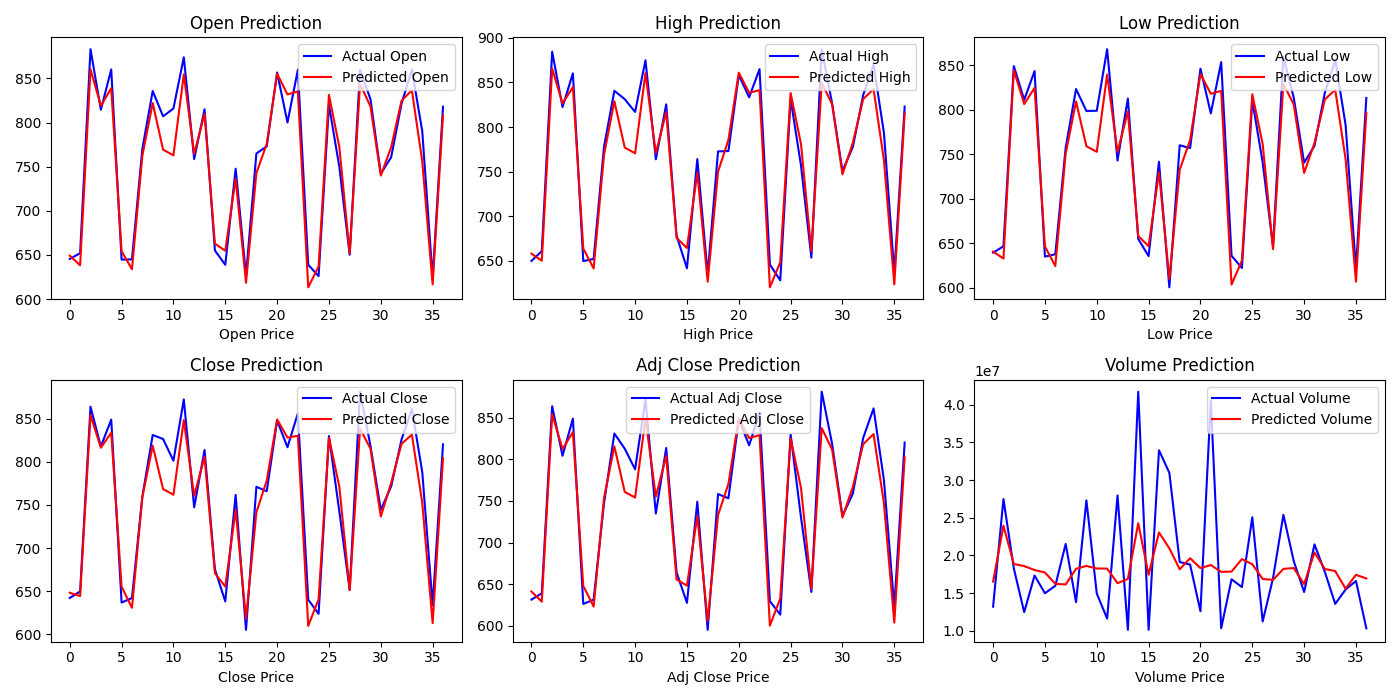 Open Prediction
Actual Open
Predicted Open
850
800
750
700
650
600
0 5 10 15 20 25 30 35
Open Price
High Prediction
Actual High
Predicted High
900
850
800
750
700
650
0 5 10 15 20 25 30 35
High Price
Low Prediction
Actual Low
Predicted Low
850
800
750
700
650
600
0 5 10 15 20 25 30 35
Low Price
Close Prediction
Actual Close
Predicted Close
850
800
750
700
650
600
0 5 10 15 20 25 30 35
Close Price
Adj Close Prediction
Actual Adj Close
Predicted Adj Close
850
800
750
700
650
600
0 5 10 15 20 25 30 35
Adj Close Price
Volume Prediction
1e7
Actual Volume
Predicted Volume
4.0
3.5
3.0
2.5
2.0
1.5
1.0
0 5 10 15 20 25 30 35
Volume Price